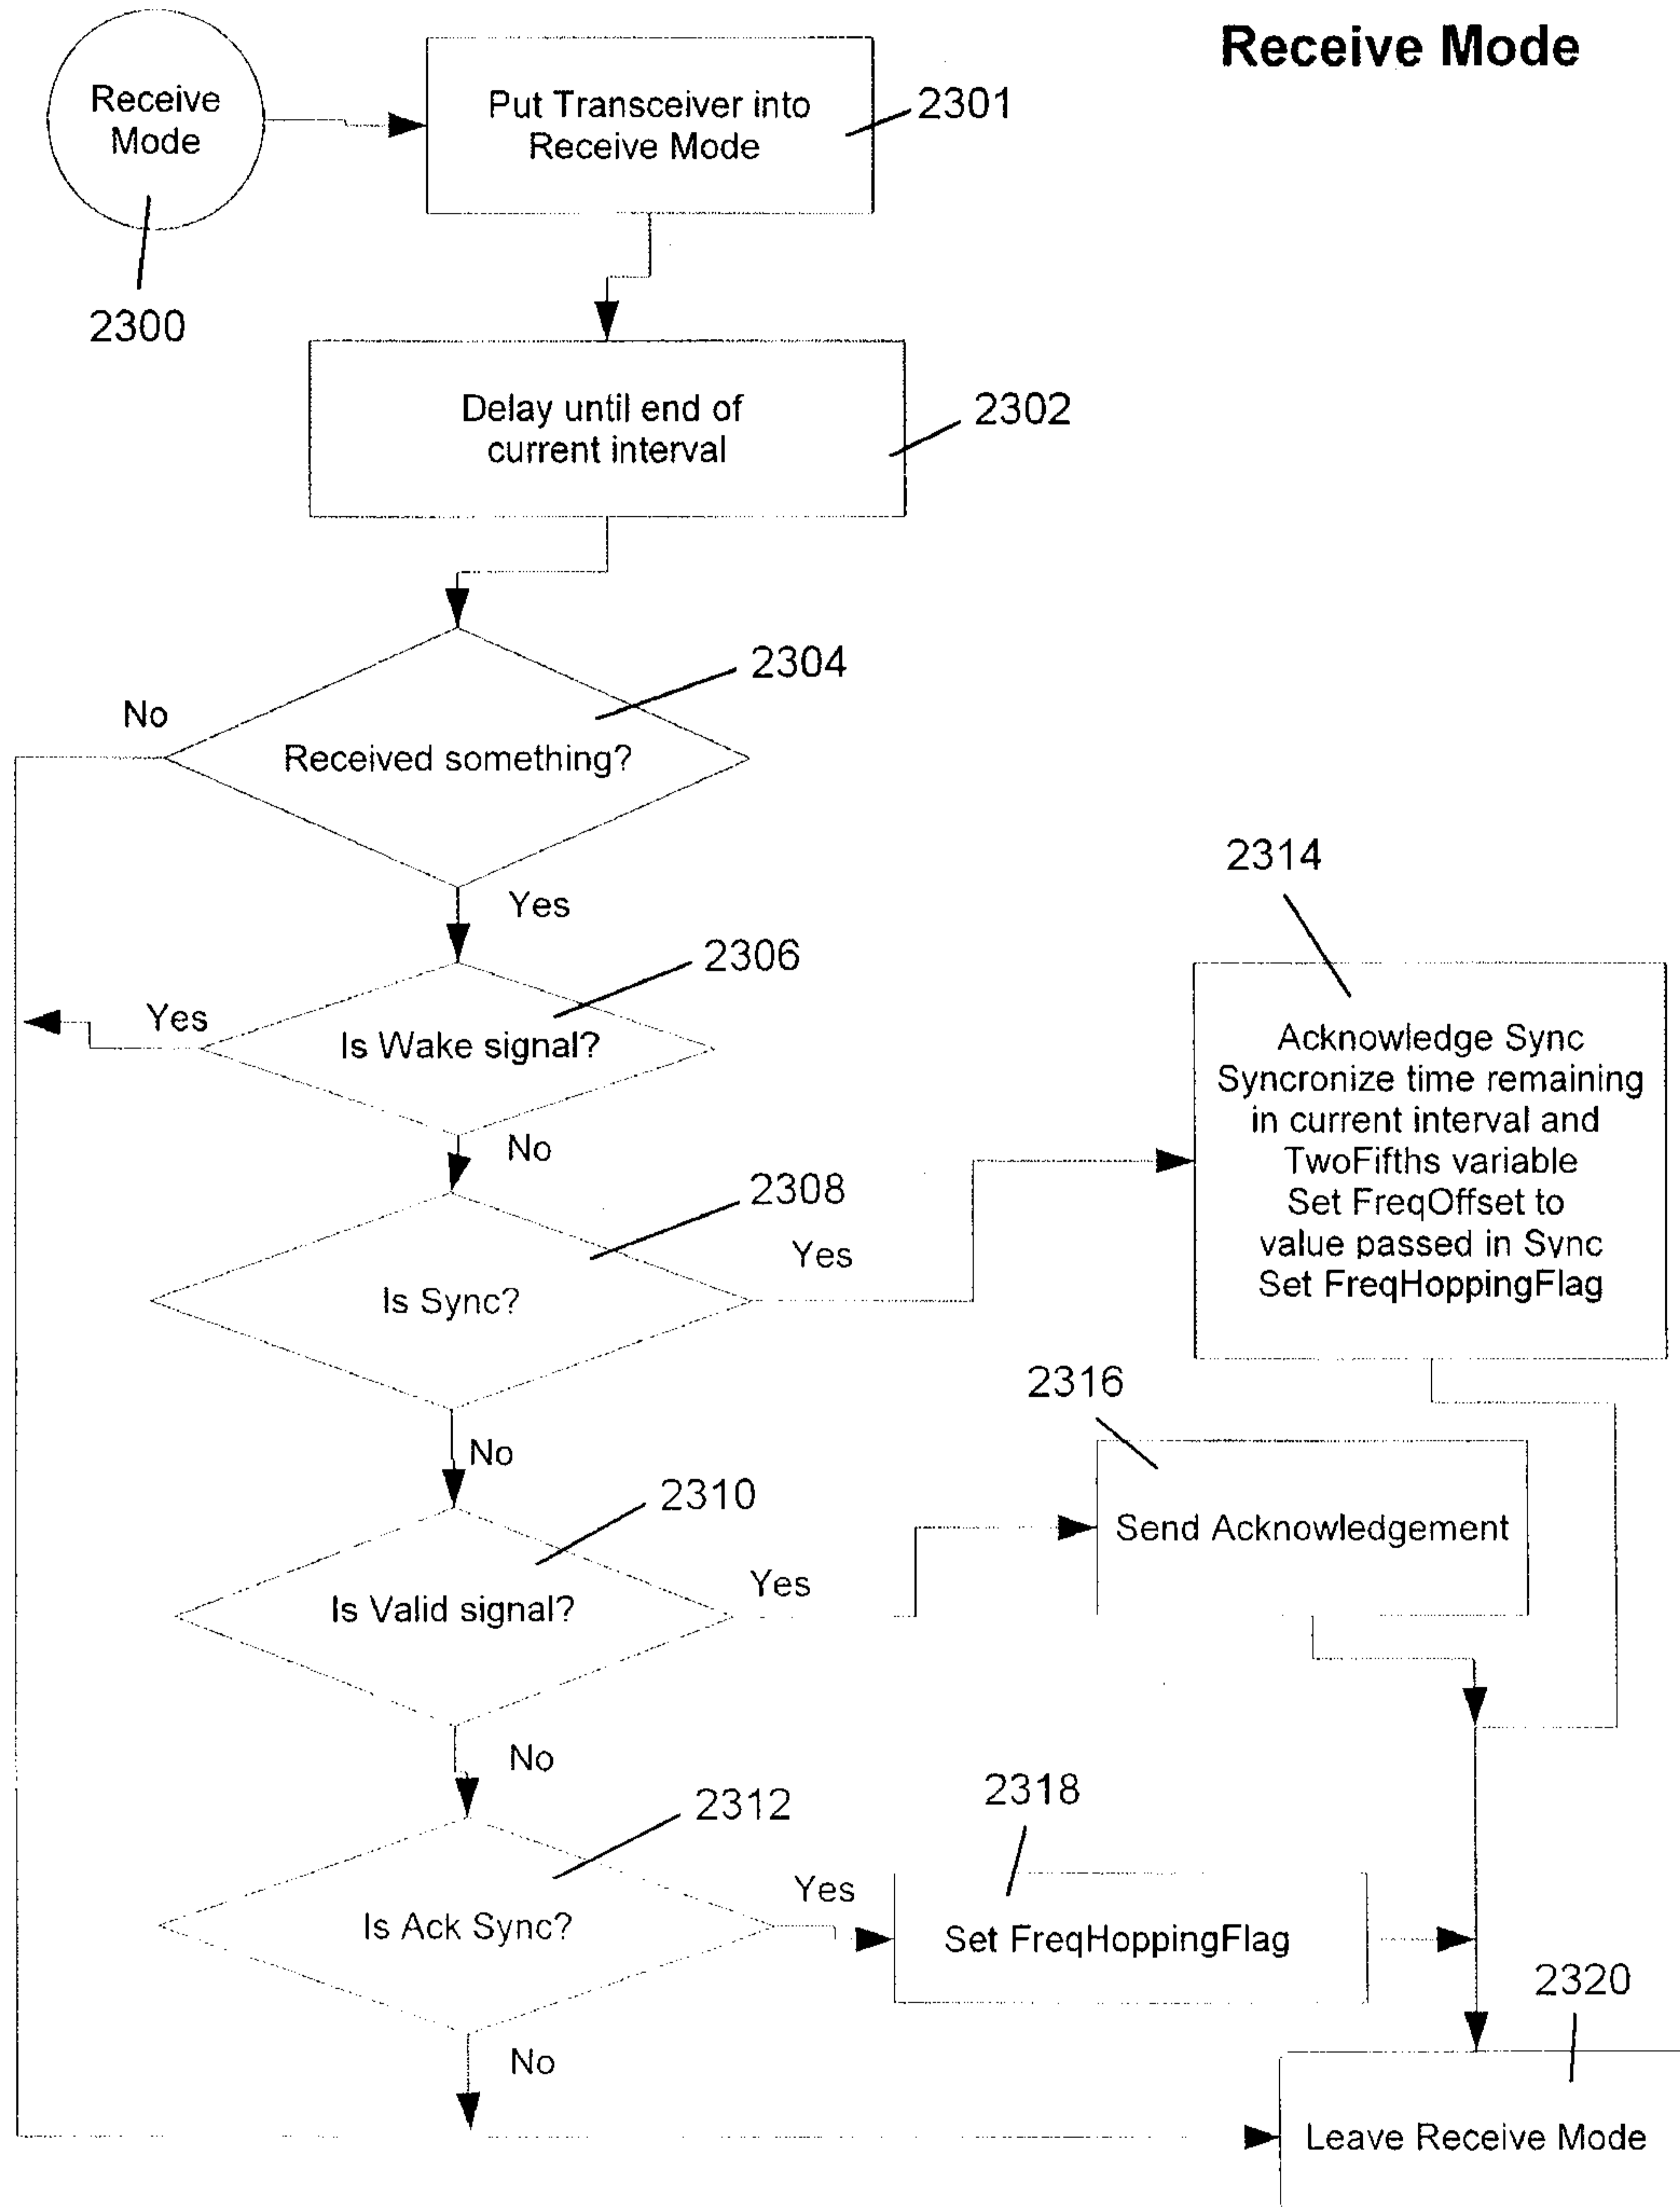 Receive Mode
Receive
Mode
2300
Put Transceiver into
Receive Mode
2301
Delay until end of
current interval
2302
2304
No
Received something?
Yes
2306
Yes
Is Wake signal?
No
2314
Acknowledge Sync
Syncronize time remaining
in current interval and
TwoFifths variable
Set FreqOffset to
value passed in Sync
Set FreqHoppingFlag
2308
Yes
Is Sync?
No
2316
Send Acknowledgement
2310
Yes
Is Valid signal?
No
2312
Yes
Is Ack Sync?
No
2318
Set FreqHoppingFlag
2320
Leave Receive Mode